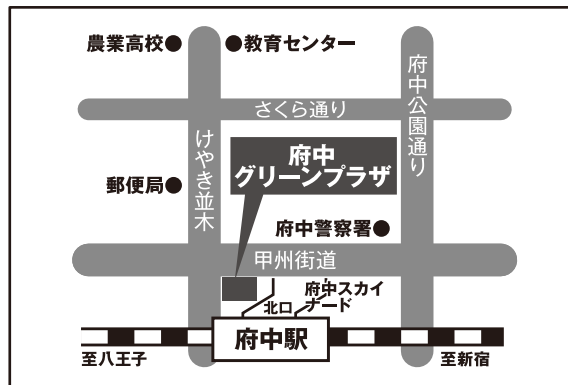 農業高校●
●教育センター
さくら通り
府中公園通り
けやき並木
府中
グリーンプラザ
郵便局●
府中警察署●
甲州街道
府中スカイ
ナード
北口
府中駅
至八王子
至新宿